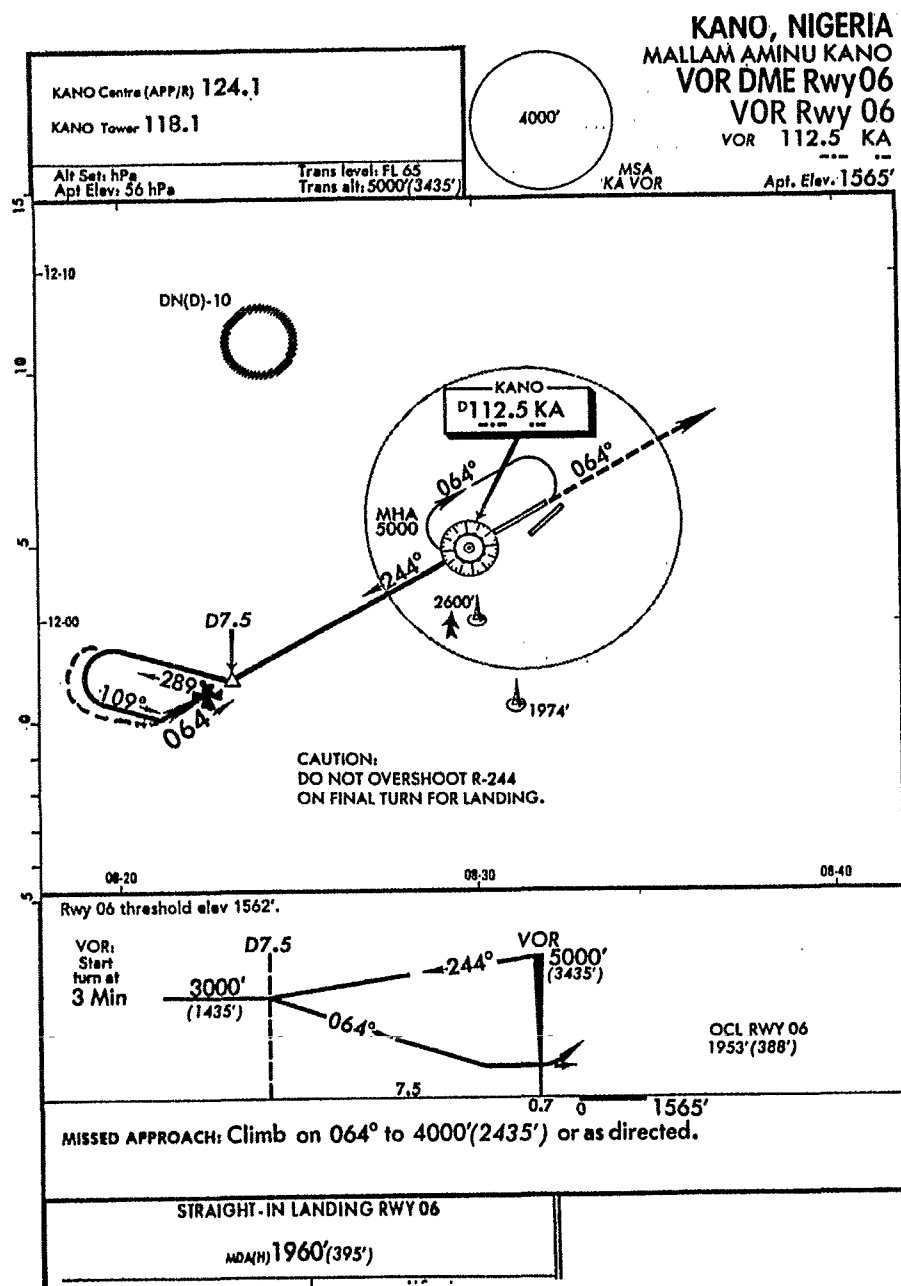 KANO, NIGERIA
MALLAM AMINU KANO
VOR DME Rwy 06
VOR Rwy 06
VOR 112.5 KA
Apt. Elev. 1565'
KANO Centre (APP/R) 124.1
KANO Tower 118.1
Alt Set: hPa
Apt Elev: 56 hPa
Trans level: FL 65
Trans alt: 5000'(3435')
4000'
MSA
KA VOR
15
12-10
DN(D)-10
10
KANO
D112.5 KA
064°
064°
MHA
5000
5
244°
2600'
12-00
D7.5
289°
109°
064
1974'
0
CAUTION:
DO NOT OVERSHOOT R-244
ON FINAL TURN FOR LANDING.
08-20
08-30
08-40
5
Rwy 06 threshold elev 1562'.
VOR:
Start
turn at
3 Min
D7.5
VOR
5000'
(3435')
244°
3000'
(1435')
064°
OCL RWY 06
1953'(388')
7.5
0.7
0
1565'
MISSED APPROACH: Climb on 064° to 4000'(2435') or as directed.
STRAIGHT-IN LANDING RWY 06
MDA(H) 1960'(395')